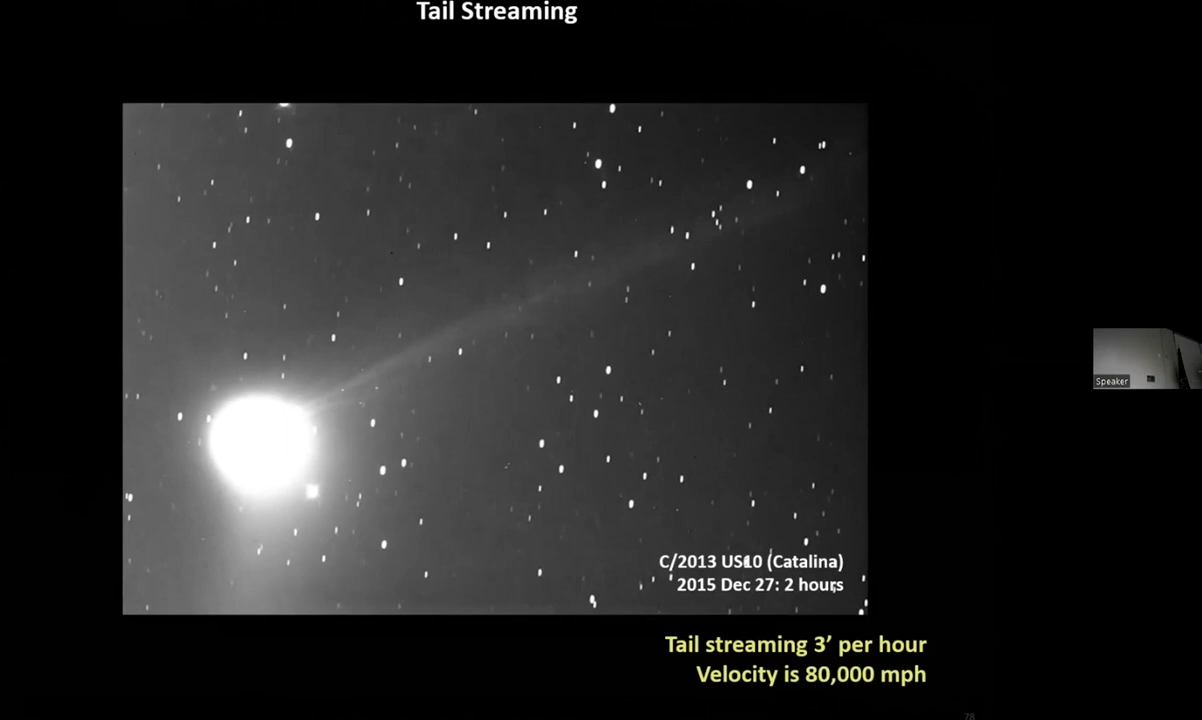 Tail Streaming
Speaker
C/2013 US10 (Catalina)
2015 Dec 27: 2 hours
Tail streaming 3’ per hour
Velocity is 80,000 mph
78